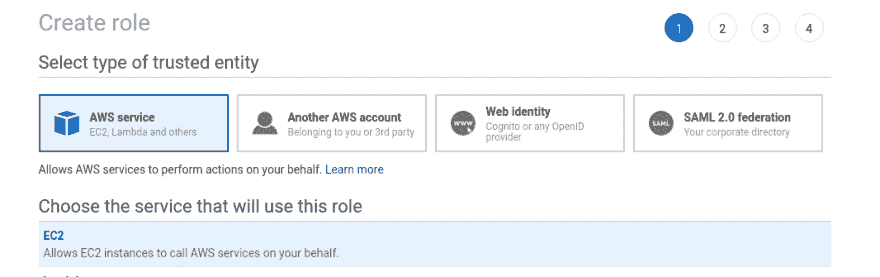 Create role
1 2 3 4
Select type of trusted entity
AWS service
EC2, Lambda and others
Another AWS account
Belonging to you or 3rd party
www
Web identity
Cognito or any OpenID
provider
SAML
SAML 2.0 federation
Your corporate directory
Allows AWS services to perform actions on your behalf. Learn more
Choose the service that will use this role
EC2
Allows EC2 instances to call AWS services on your behalf.